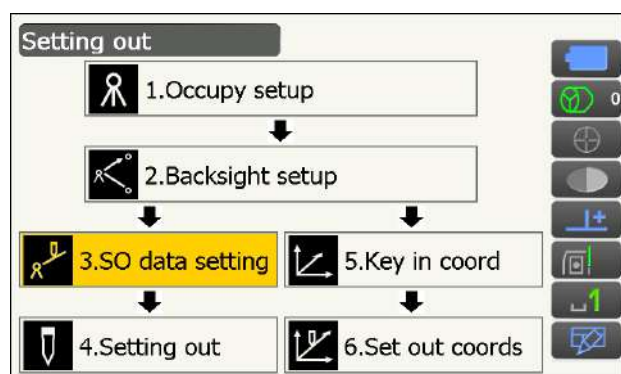 Setting out
1.Occupy setup
2.Backsight setup
3.SO data setting
5.Key in coord
4.Setting out
6.Set out coords
0
1